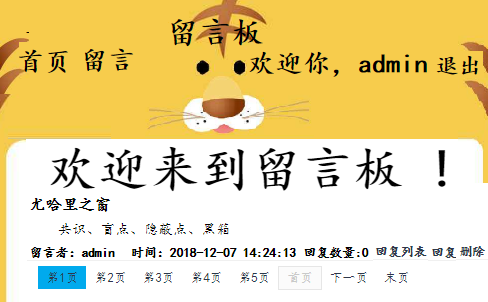 留言板
首页 留言 欢迎你，admin 退出
欢迎来到留言板 ！
尤哈里之窗
共识、盲点、隐蔽点、黑箱
留言者：admin 时间：2018-12-07 14:24:13 回复数量:0 回复列表 回复 删除
第1页 第2页 第3页 第4页 第5页 首页 下一页 末页